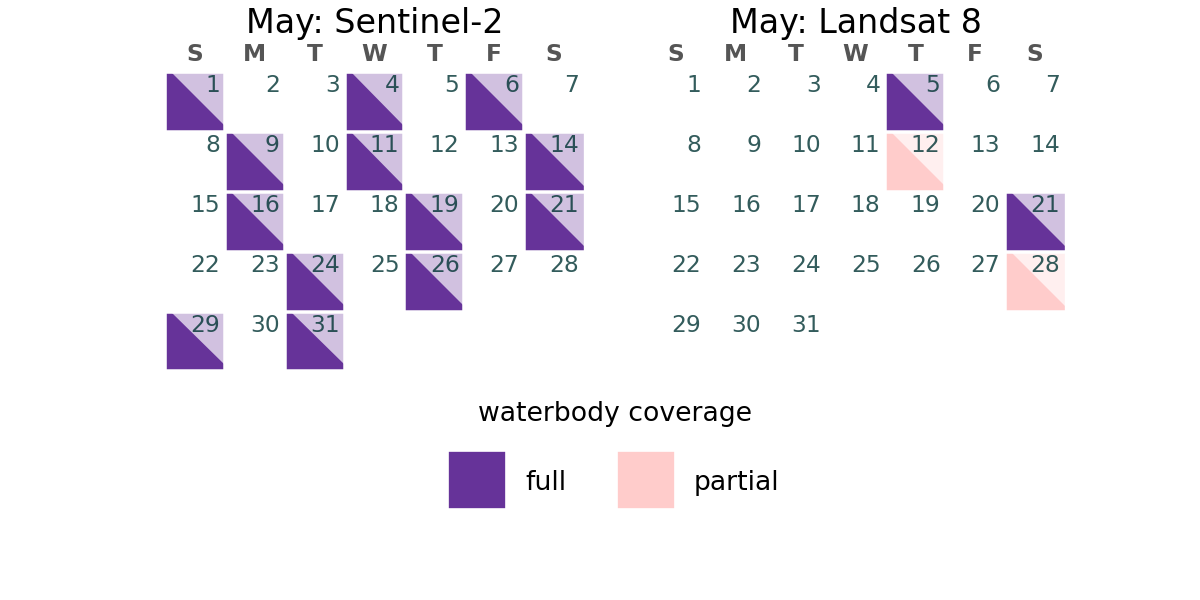 May: Sentinel-2
S M T W T F S
1 2 3 4 5 6 7
8 9 10 11 12 13 14
15 16 17 18 19 20 21
22 23 24 25 26 27 28
29 30 31
May: Landsat 8
S M T W T F S
1 2 3 4 5 6 7
8 9 10 11 12 13 14
15 16 17 18 19 20 21
22 23 24 25 26 27 28
29 30 31
waterbody coverage
full
partial